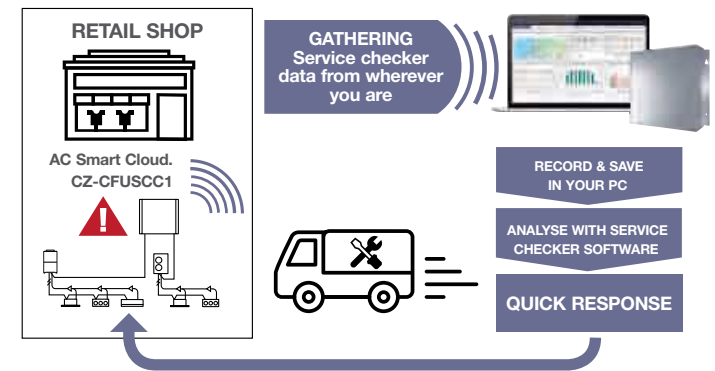 RETAIL SHOP
AC Smart Cloud.
CZ-CFUSCC1
GATHERING
Service checker
data from wherever
you are
RECORD & SAVE
IN YOUR PC
ANALYSE WITH SERVICE
CHECKER SOFTWARE
QUICK RESPONSE